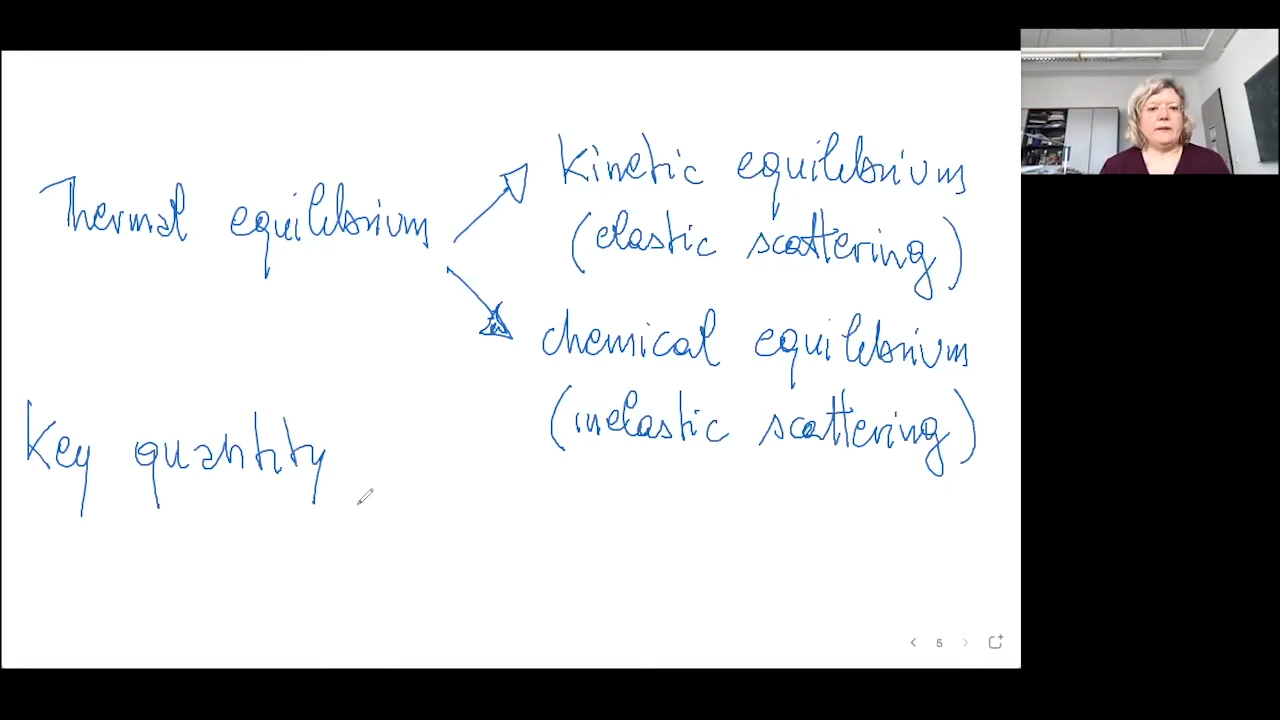 Thermal equilibrium
Kinetic equilibrium
(elastic scattering)
chemical equilibrium
(inelastic scattering)
Key quantity
5